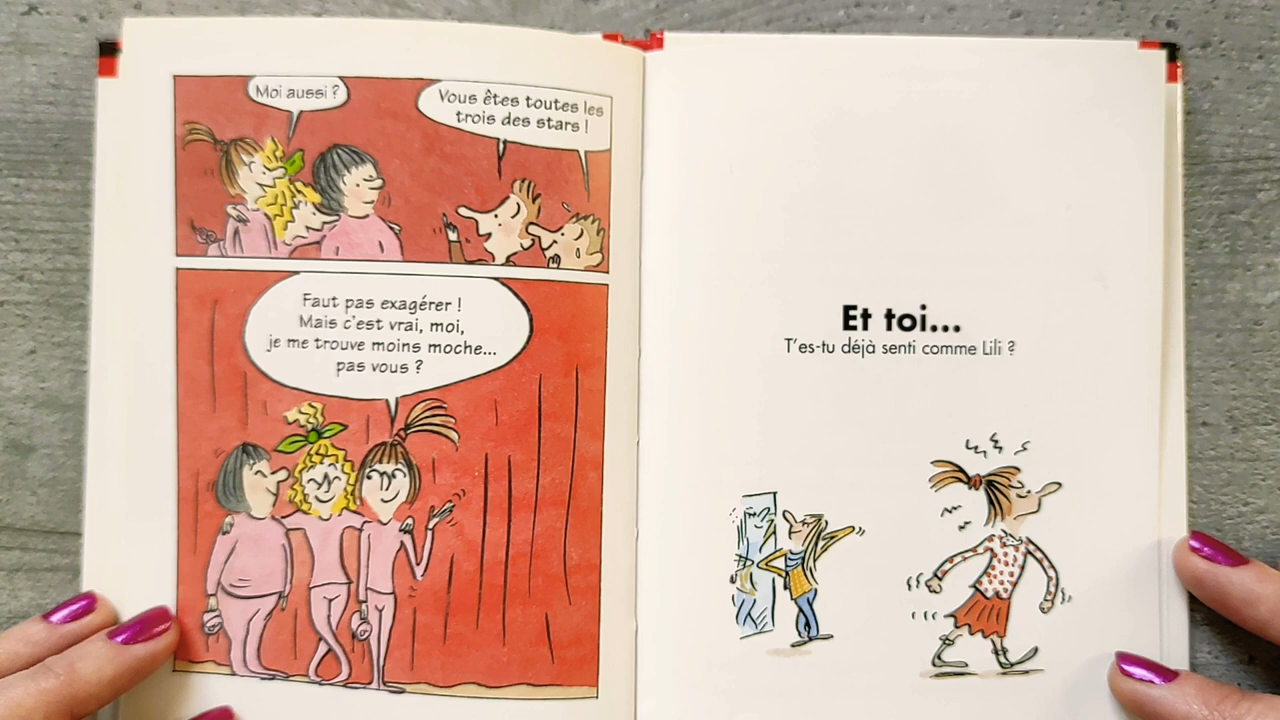 Moi aussi ?
Vous êtes toutes les
trois des stars !
Faut pas exagérer !
Mais c'est vrai, moi,
je me trouve moins moche...
pas vous ?
Et toi...
T'es-tu déjà senti comme Lili ?